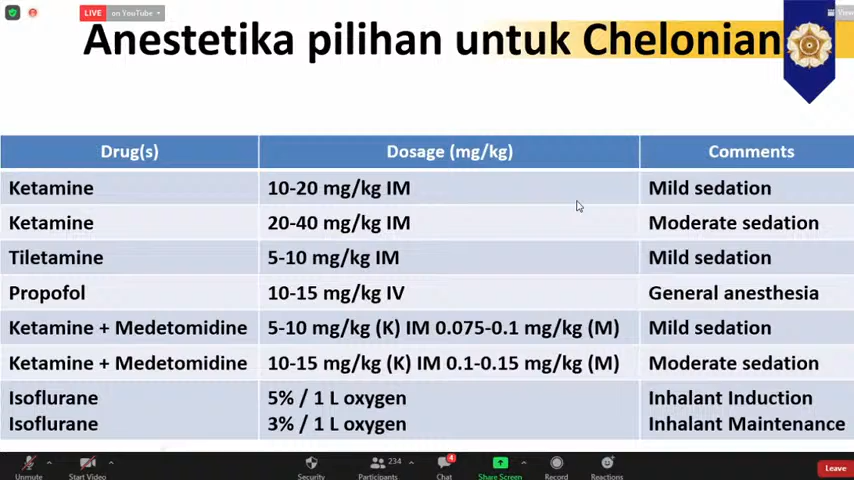 LIVE on YouTube View
Anestetika pilihan untuk Chelonian
Drug(s) Dosage (mg/kg) Comments
Ketamine 10-20 mg/kg IM Mild sedation
Ketamine 20-40 mg/kg IM Moderate sedation
Tiletamine 5-10 mg/kg IM Mild sedation
Propofol 10-15 mg/kg IV General anesthesia
Ketamine + Medetomidine 5-10 mg/kg (K) IM 0.075-0.1 mg/kg (M) Mild sedation
Ketamine + Medetomidine 10-15 mg/kg (K) IM 0.1-0.15 mg/kg (M) Moderate sedation
Isoflurane 5% / 1 L oxygen Inhalant Induction
Isoflurane 3% / 1 L oxygen Inhalant Maintenance
234 4
Unmute Start Video Security Participants Chat Share Screen Record Reactions Leave